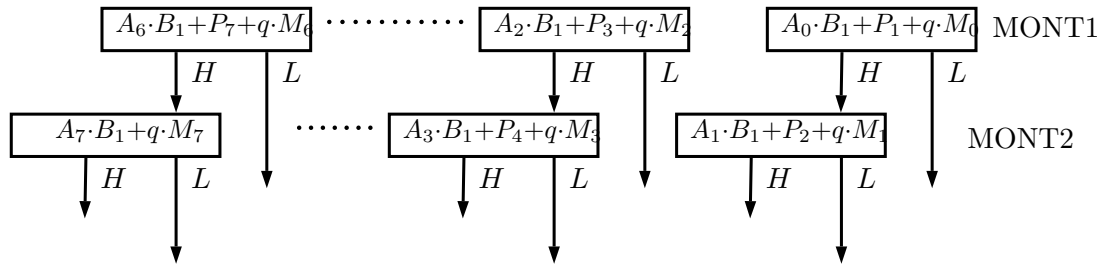 A₆·B₁+P₇+q·M₆ ......... A₂·B₁+P₃+q·M₂ A₀·B₁+P₁+q·M₀ MONT1
H L H L H L
A₇·B₁+q·M₇ ....... A₃·B₁+P₄+q·M₃ A₁·B₁+P₂+q·M₁ MONT2
H L H L H L